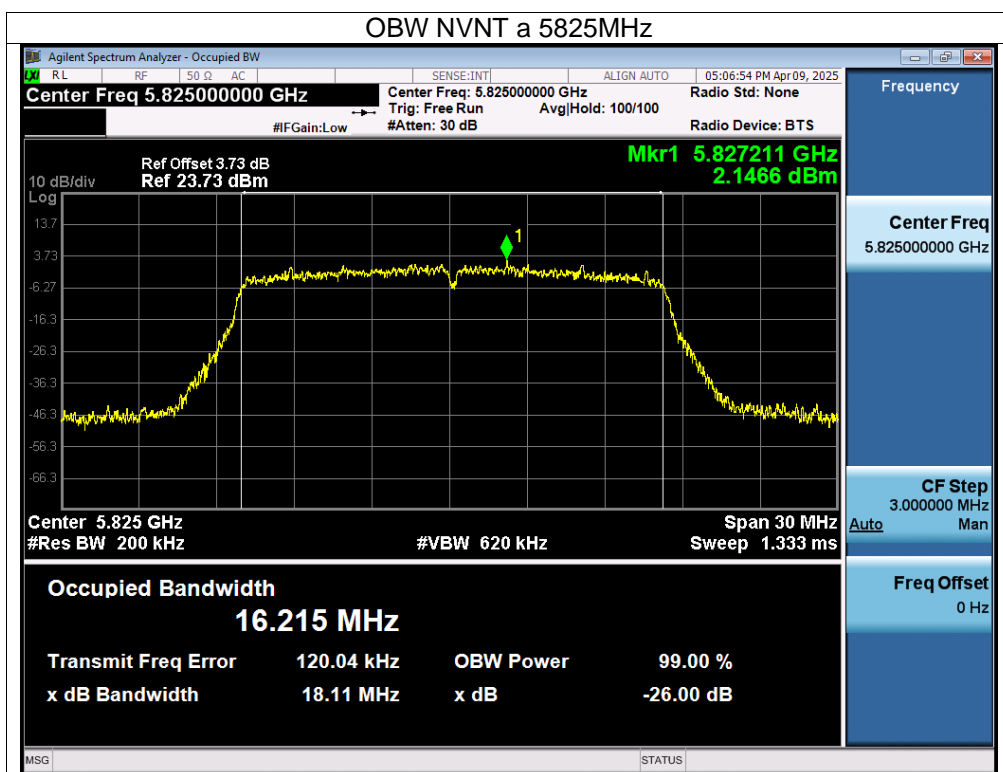 OBW NVNT a 5825MHz
Agilent Spectrum Analyzer - Occupied BW
LXI RL RF 50 Ω AC SENSE:INT ALIGN AUTO 05:06:54 PM Apr 09, 2025
Center Freq 5.825000000 GHz
Center Freq: 5.825000000 GHz
Radio Std: None
Trig: Free Run Avg|Hold: 100/100
#IFGain:Low #Atten: 30 dB Radio Device: BTS
Mkr1 5.827211 GHz
2.1466 dBm
Ref Offset 3.73 dB
10 dB/div Ref 23.73 dBm
Log
13.7
1
3.73
-6.27
-16.3
-26.3
-36.3
-46.3
-56.3
-66.3
Center 5.825 GHz Span 30 MHz
#Res BW 200 kHz #VBW 620 kHz Sweep 1.333 ms
Occupied Bandwidth
16.215 MHz
Transmit Freq Error 120.04 kHz OBW Power 99.00 %
x dB Bandwidth 18.11 MHz x dB -26.00 dB
MSG STATUS
Frequency
Center Freq
5.825000000 GHz
CF Step
3.000000 MHz
Auto Man
Freq Offset
0 Hz